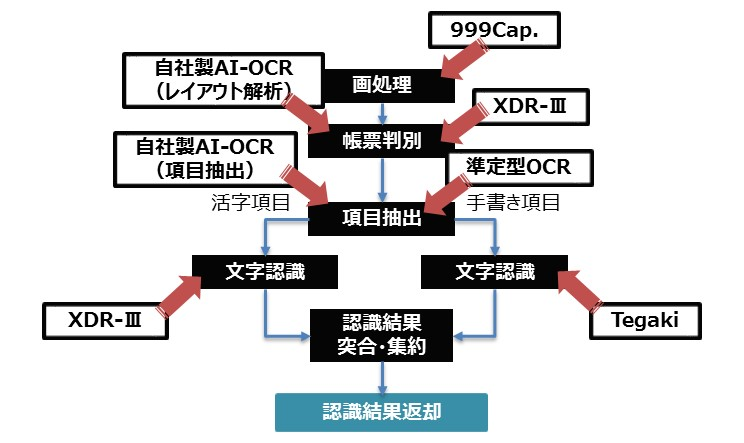 999Cap.
自社製AI-OCR
（レイアウト解析）
画処理
XDR-Ⅲ
帳票判別
自社製AI-OCR
（項目抽出）
準定型OCR
活字項目
手書き項目
項目抽出
文字認識
文字認識
XDR-Ⅲ
Tegaki
認識結果
突合・集約
認識結果返却